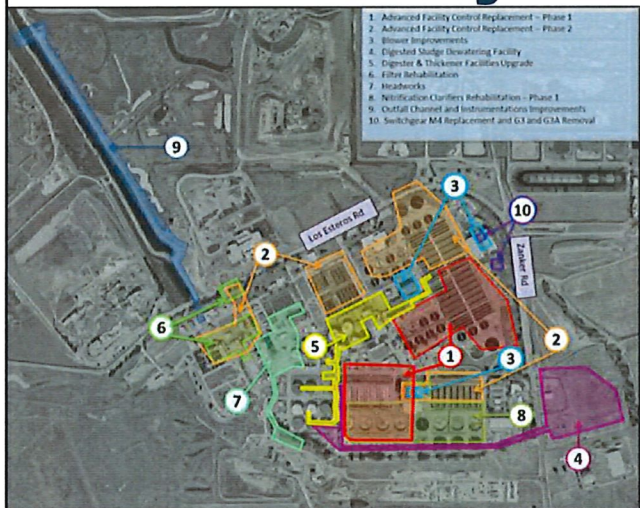 1. Advanced Facility Control Replacement – Phase 1
2. Advanced Facility Control Replacement – Phase 2
3. Blower Improvements
4. Digested Sludge Dewatering Facility
5. Digester & Thickener Facilities Upgrade
6. Filter Rehabilitation
7. Headworks
8. Nitrification Clarifiers Rehabilitation – Phase 1
9. Outfall Channel and Instrumentations Improvements
10. Switchgear M4 Replacement and G3 and G3A Removal
9
3
10
Los Esteros Rd
2
Zanker Rd
6
5
2
1
3
7
8
4